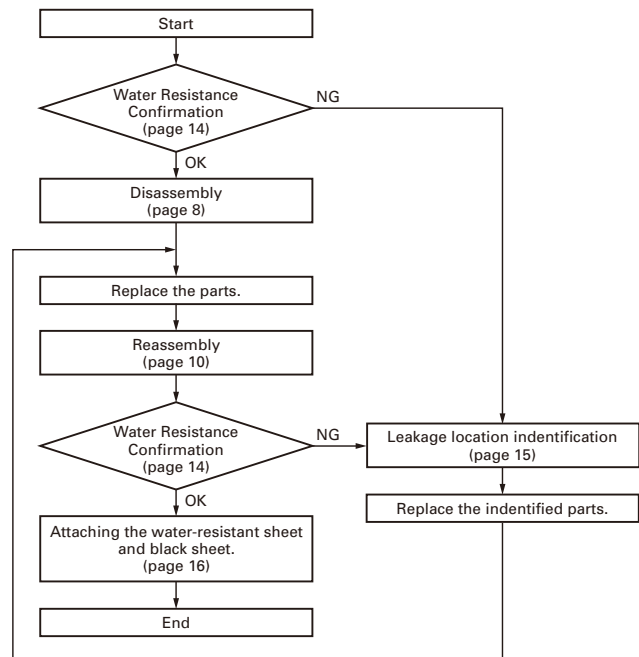 Start
Water Resistance
Confirmation
(page 14)
NG
OK
Disassembly
(page 8)
Replace the parts.
Reassembly
(page 10)
Water Resistance
Confirmation
(page 14)
NG
OK
Leakage location indentification
(page 15)
Replace the indentified parts.
Attaching the water-resistant sheet
and black sheet.
(page 16)
End